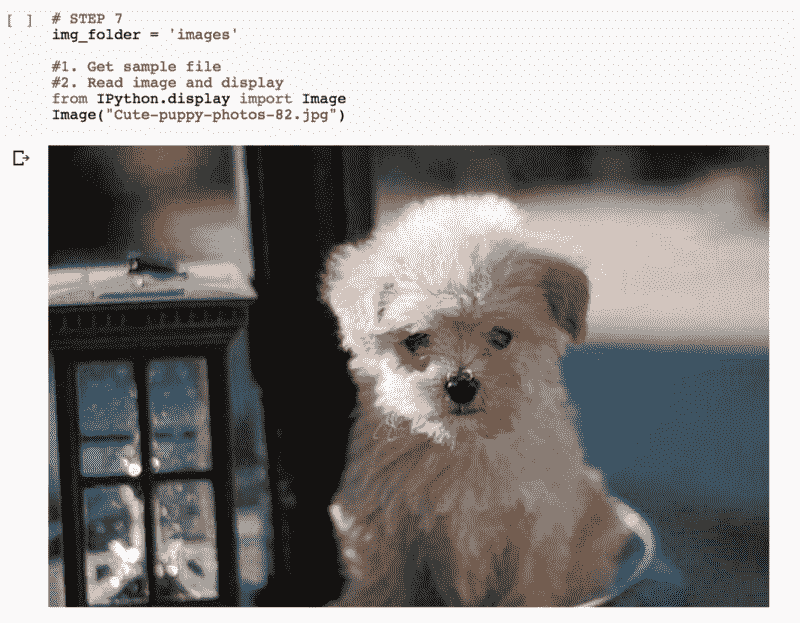 [ ] # STEP 7
img_folder = 'images'
#1. Get sample file
#2. Read image and display
from IPython.display import Image
Image("Cute-puppy-photos-82.jpg")